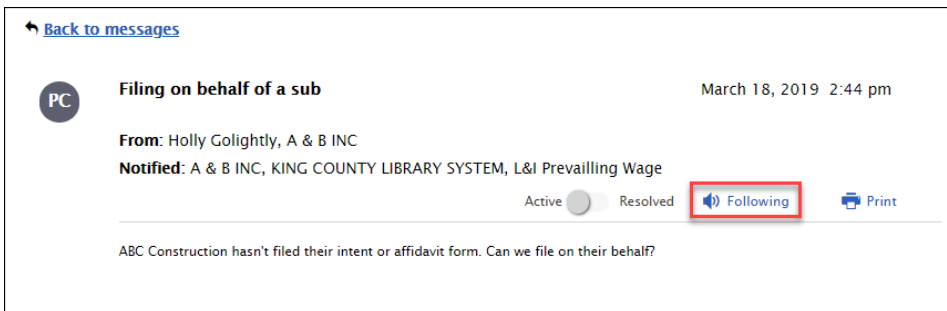 Back to messages
PC
Filing on behalf of a sub
March 18, 2019 2:44 pm
From: Holly Golightly, A & B INC
Notified: A & B INC, KING COUNTY LIBRARY SYSTEM, L&I Prevailling Wage
Active Resolved Following Print
ABC Construction hasn't filed their intent or affidavit form. Can we file on their behalf?